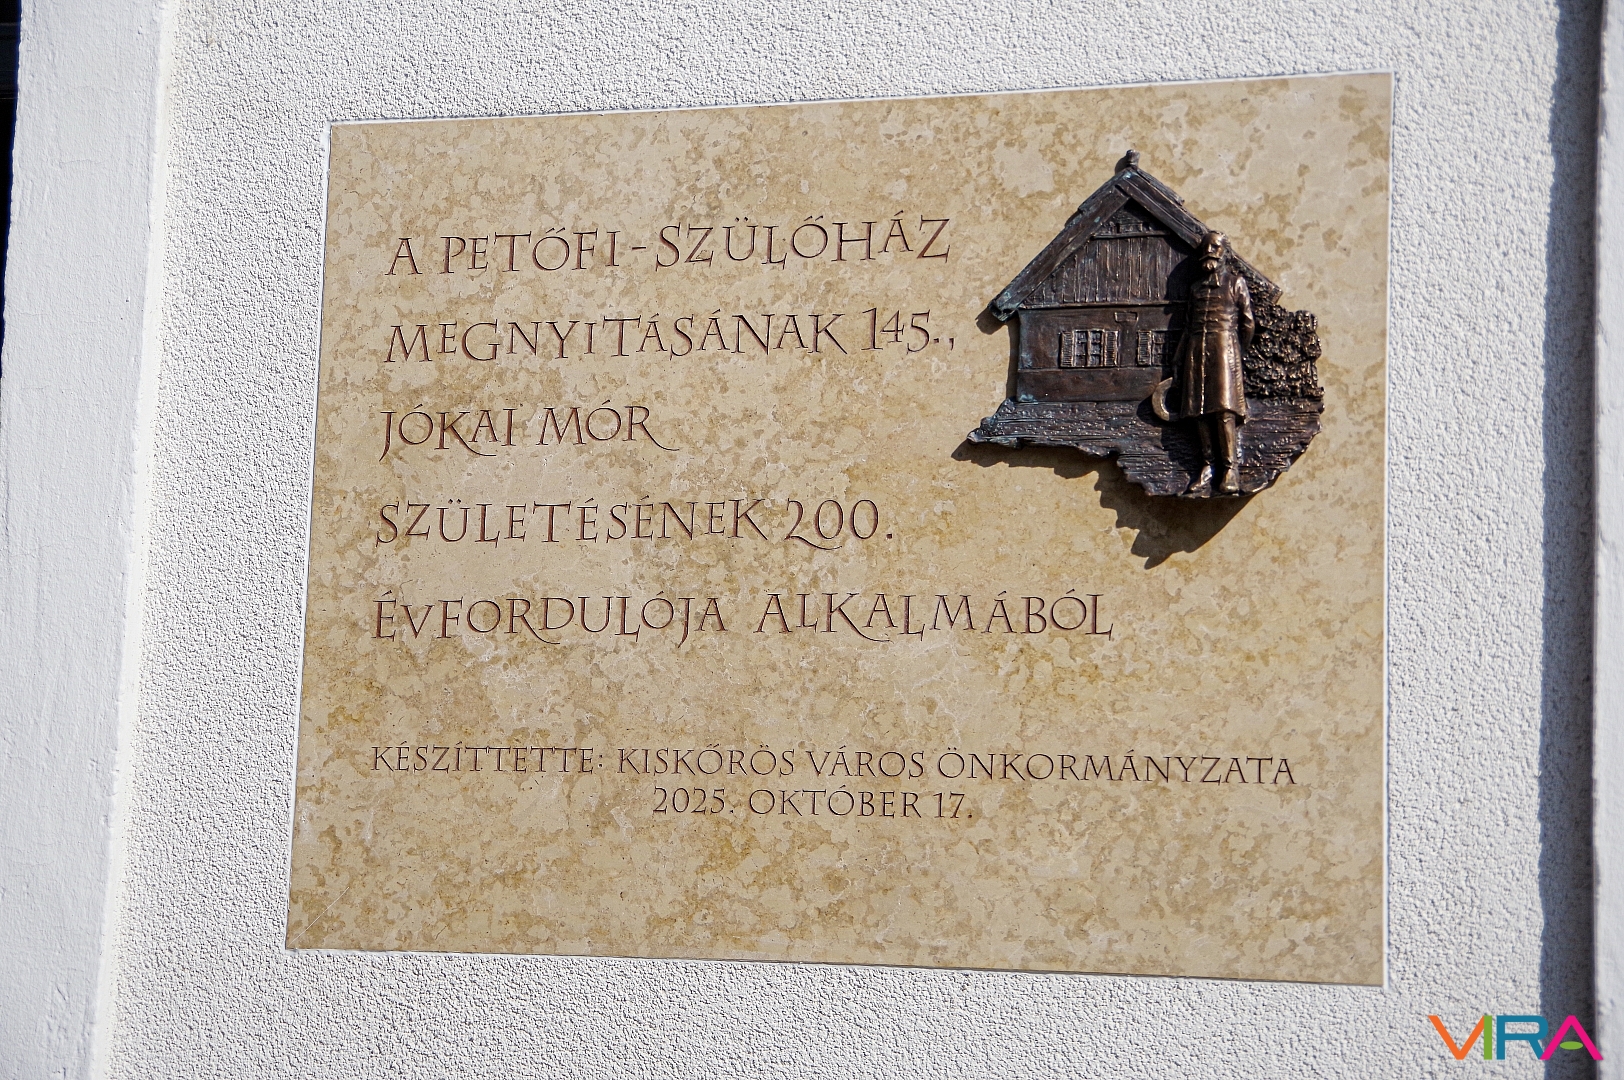 A PETŐFI-SZÜLŐHÁZ
MEGNYITÁSÁNAK 145.,
JÓKAI MÓR
SZÜLETÉSÉNEK 200.
ÉVFORDULÓJA ALKALMÁBÓL
KÉSZÍTTETTE: KISKŐRÖS VÁROS ÖNKORMÁNYZATA
2025. OKTÓBER 17.
VIRA